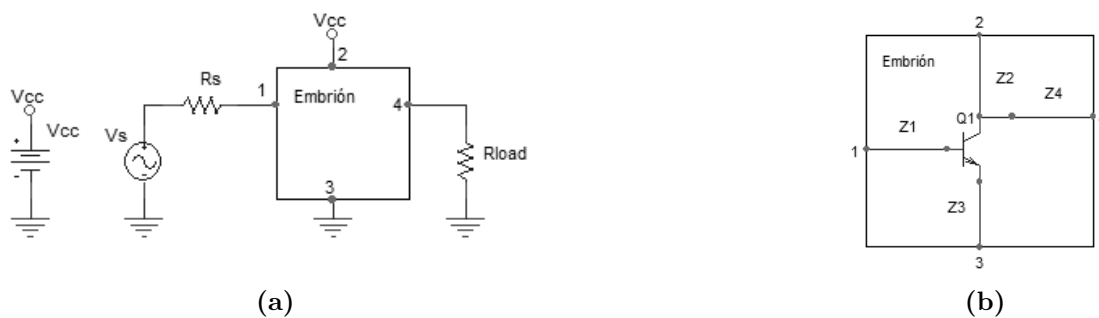 Vcc
2
Rs
1
Embrión
4
Vcc
Vcc
+
-
Vs
Rload
3
(a)
2
Embrión
Z2
Z4
Q1
Z1
1
Z3
3
(b)